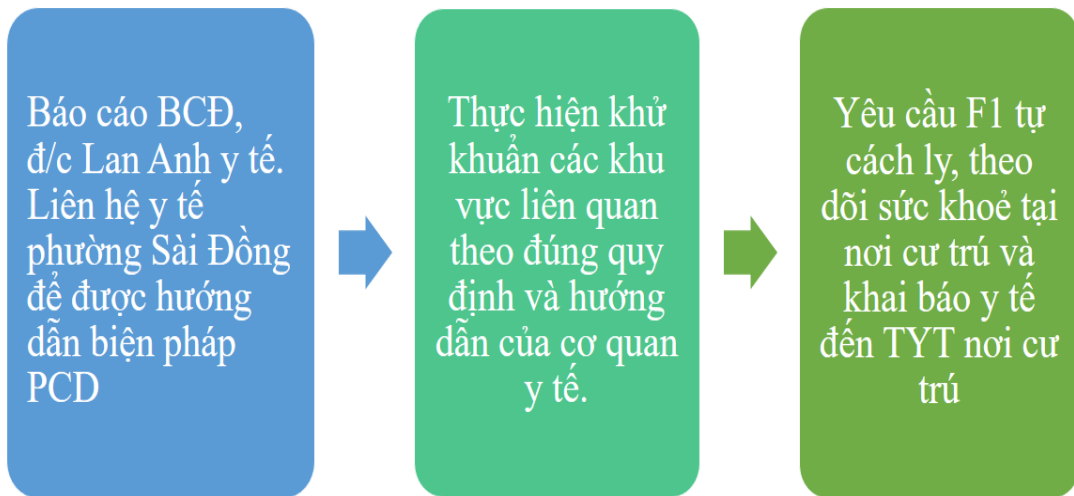 Báo cáo BCĐ,
đ/c Lan Anh y tế.
Liên hệ y tế
phường Sài Đồng
để được hướng
dẫn biện pháp
PCD
Thực hiện khử
khuẩn các khu
vực liên quan
theo đúng quy
định và hướng
dẫn của cơ quan
y tế.
Yêu cầu F1 tự
cách ly, theo
dõi sức khoẻ tại
nơi cư trú và
khai báo y tế
đến TYT nơi cư
trú